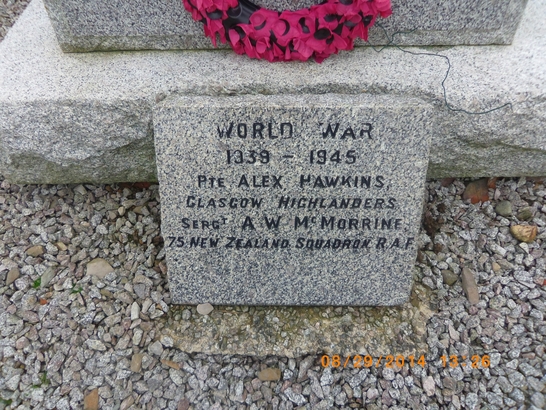 WORLD WAR
1939 - 1945
PTE ALEX HAWKINS,
GLASGOW HIGHLANDERS
SERGT A W MCMORRINE
75 NEW ZEALAND SQUADRON R.A.F.
08/29/2014 13:26